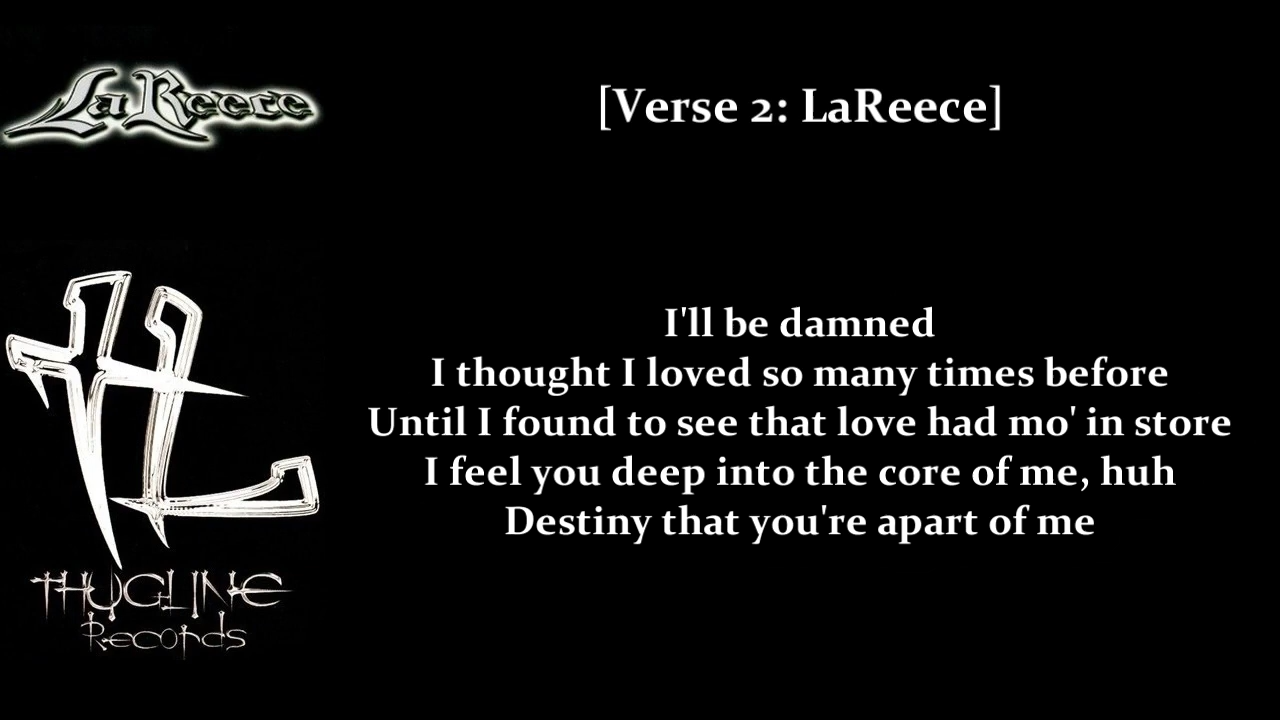 LaReece
[Verse 2: LaReece]
I'll be damned
I thought I loved so many times before
Until I found to see that love had mo' in store
I feel you deep into the core of me, huh
Destiny that you're apart of me
TL
THUGLINE
Records